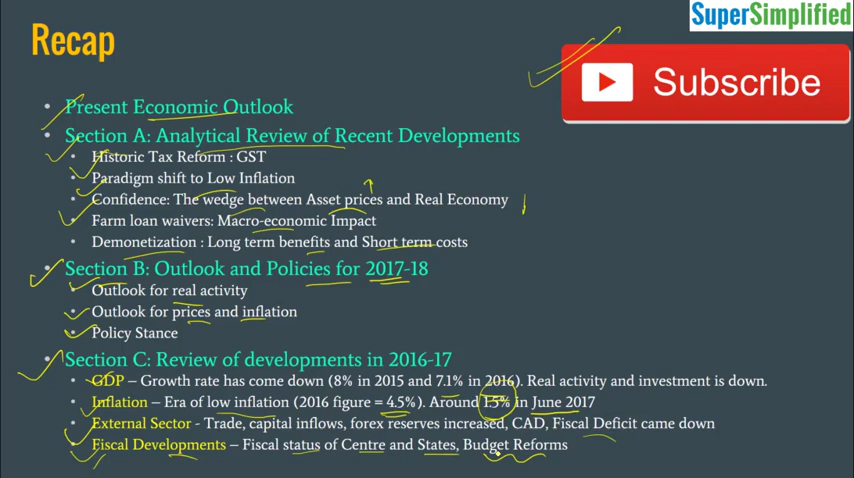 SuperSimplified
Recap
Subscribe
• Present Economic Outlook
• Section A: Analytical Review of Recent Developments
• Historic Tax Reform : GST
• Paradigm shift to Low Inflation
• Confidence: The wedge between Asset prices and Real Economy
• Farm loan waivers: Macro-economic Impact
• Demonetization : Long term benefits and Short term costs
• Section B: Outlook and Policies for 2017-18
• Outlook for real activity
• Outlook for prices and inflation
• Policy Stance
• Section C: Review of developments in 2016-17
• GDP – Growth rate has come down (8% in 2015 and 7.1% in 2016). Real activity and investment is down.
• Inflation – Era of low inflation (2016 figure = 4.5%). Around 1.5% in June 2017
• External Sector - Trade, capital inflows, forex reserves increased, CAD, Fiscal Deficit came down
• Fiscal Developments – Fiscal status of Centre and States, Budget Reforms